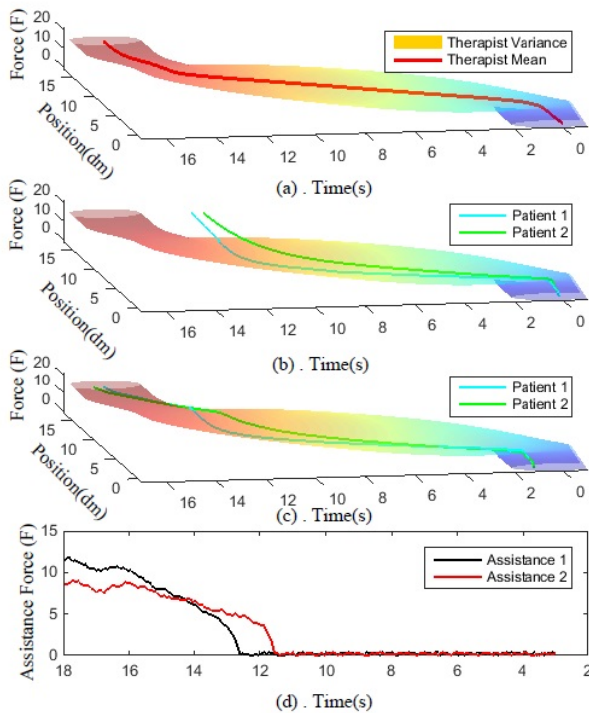 Force (F)
20
10
0
Position(dm)
15
10
5
0
16 14 12 10 8 6 4 2 0
Therapist Variance
Therapist Mean
(a) . Time(s)
Force (F)
20
10
0
Position(dm)
15
10
5
0
16 14 12 10 8 6 4 2 0
Patient 1
Patient 2
(b) . Time(s)
Force (F)
20
10
0
Position(dm)
15
10
5
0
16 14 12 10 8 6 4 2 0
Patient 1
Patient 2
(c) . Time(s)
Assistance Force (F)
15
10
5
0
18 16 14 12 10 8 6 4 2
Assistance 1
Assistance 2
(d) . Time(s)